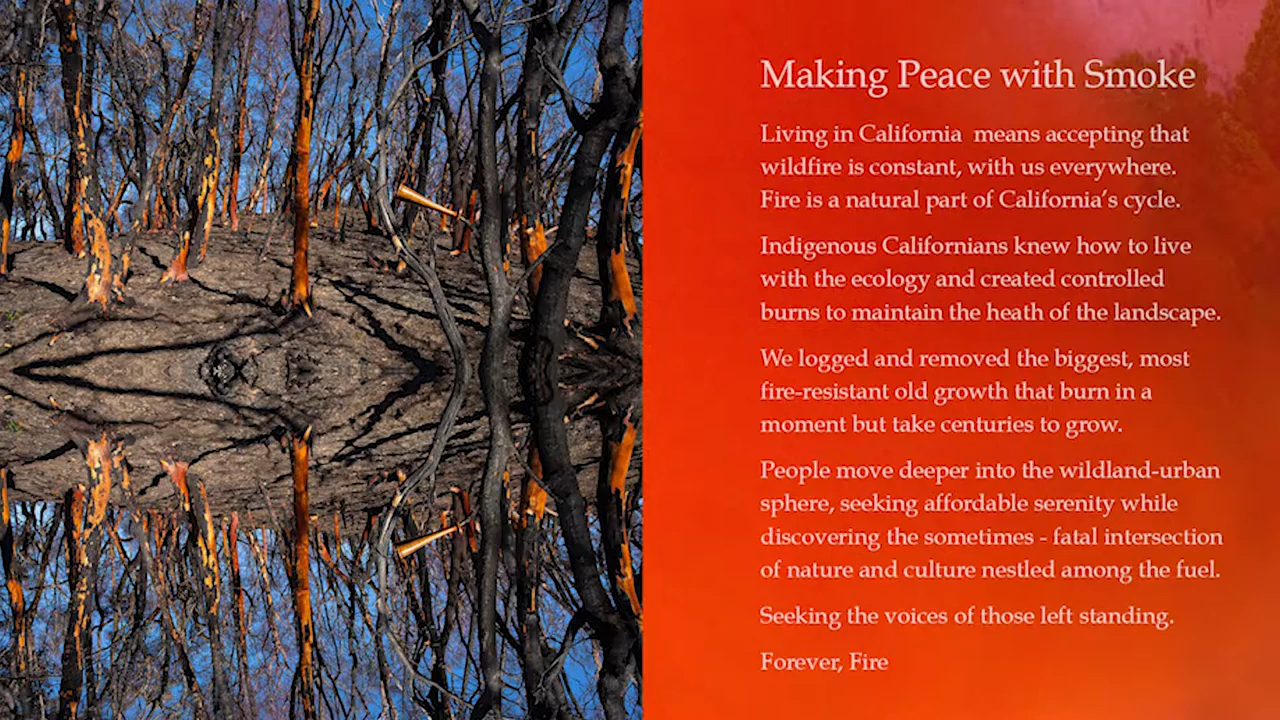 Making Peace with Smoke
Living in California  means accepting that
wildfire is constant, with us everywhere.
Fire is a natural part of California’s cycle.
Indigenous Californians knew how to live
with the ecology and created controlled
burns to maintain the heath of the landscape.
We logged and removed the biggest, most
fire-resistant old growth that burn in a
moment but take centuries to grow.
People move deeper into the wildland-urban
sphere, seeking affordable serenity while
discovering the sometimes - fatal intersection
of nature and culture nestled among the fuel.
Seeking the voices of those left standing.
Forever, Fire